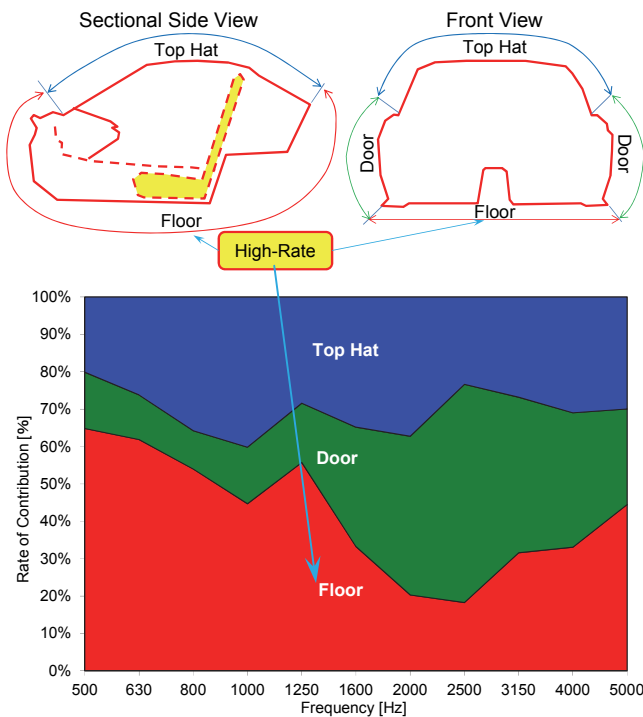 Sectional Side View
Front View
Top Hat
Top Hat
Door
Door
Floor
Floor
High-Rate
100%
90%
80%
70%
60%
50%
40%
30%
20%
10%
0%
Rate of Contribution [%]
Top Hat
Door
Floor
500 630 800 1000 1250 1600 2000 2500 3150 4000 5000
Frequency [Hz]